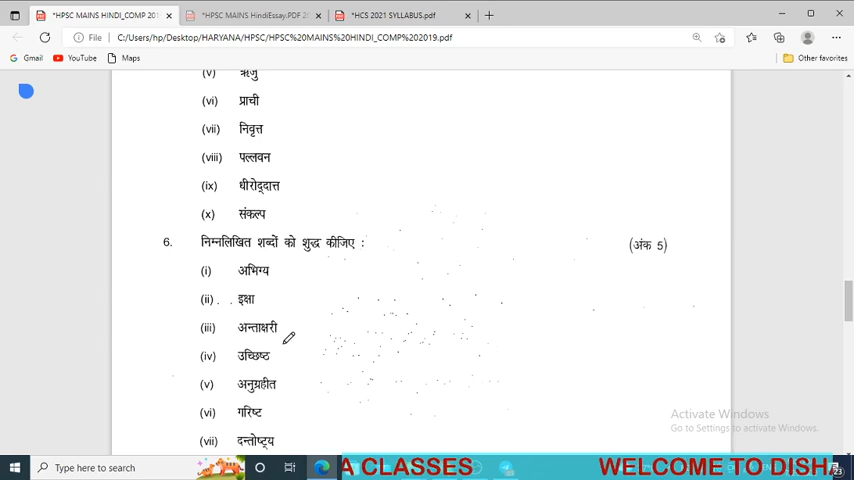 *HPSC MAINS HINDI_COMP 201
*HPSC MAINS HindiEssay.PDF 2
*HCS 2021 SYLLABUS.pdf
File
C:/Users/hp/Desktop/HARYANA/HPSC/HPSC%20MAINS%20HINDI_COMP%202019.pdf
Gmail
YouTube
Maps
Other favorites
(v) ऋजु
(vi) प्राची
(vii) निवृत्त
(viii) पल्लवन
(ix) धीरोद्दात्त
(x) संकल्प
6. निम्नलिखित शब्दों को शुद्ध कीजिए : (अंक 5)
(i) अभिग्य
(ii) इक्षा
(iii) अन्ताक्षरी
(iv) उच्छिष्ठ
(v) अनुग्रहीत
(vi) गरिष्ट
(vii) दन्तोष्ट्य
Activate Windows
Go to Settings to activate Windows.
Type here to search
A CLASSES WELCOME TO DISHA
23